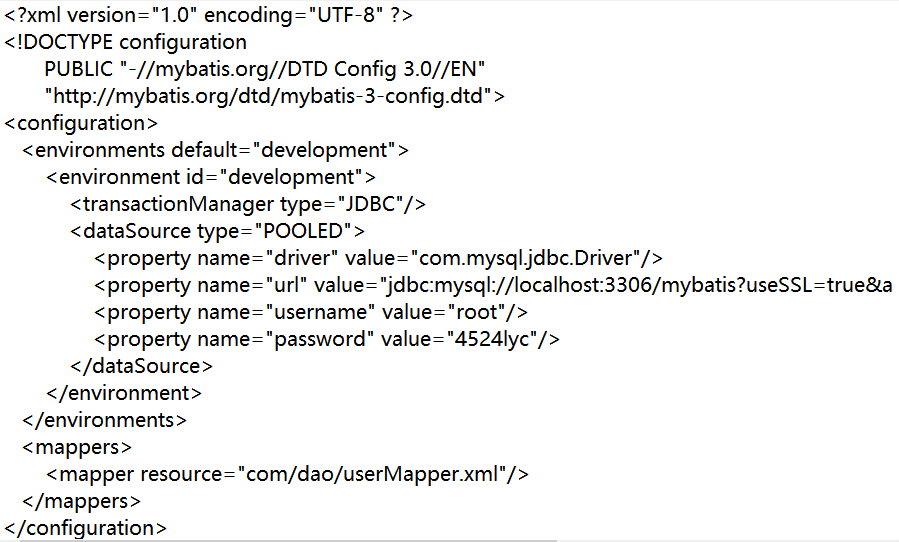 <?xml version="1.0" encoding="UTF-8" ?>
<!DOCTYPE configuration
PUBLIC "-//mybatis.org//DTD Config 3.0//EN"
"http://mybatis.org/dtd/mybatis-3-config.dtd">
<configuration>
<environments default="development">
<environment id="development">
<transactionManager type="JDBC"/>
<dataSource type="POOLED">
<property name="driver" value="com.mysql.jdbc.Driver"/>
<property name="url" value="jdbc:mysql://localhost:3306/mybatis?useSSL=true&a
<property name="username" value="root"/>
<property name="password" value="4524lyc"/>
</dataSource>
</environment>
</environments>
<mappers>
<mapper resource="com/dao/userMapper.xml"/>
</mappers>
</configuration>